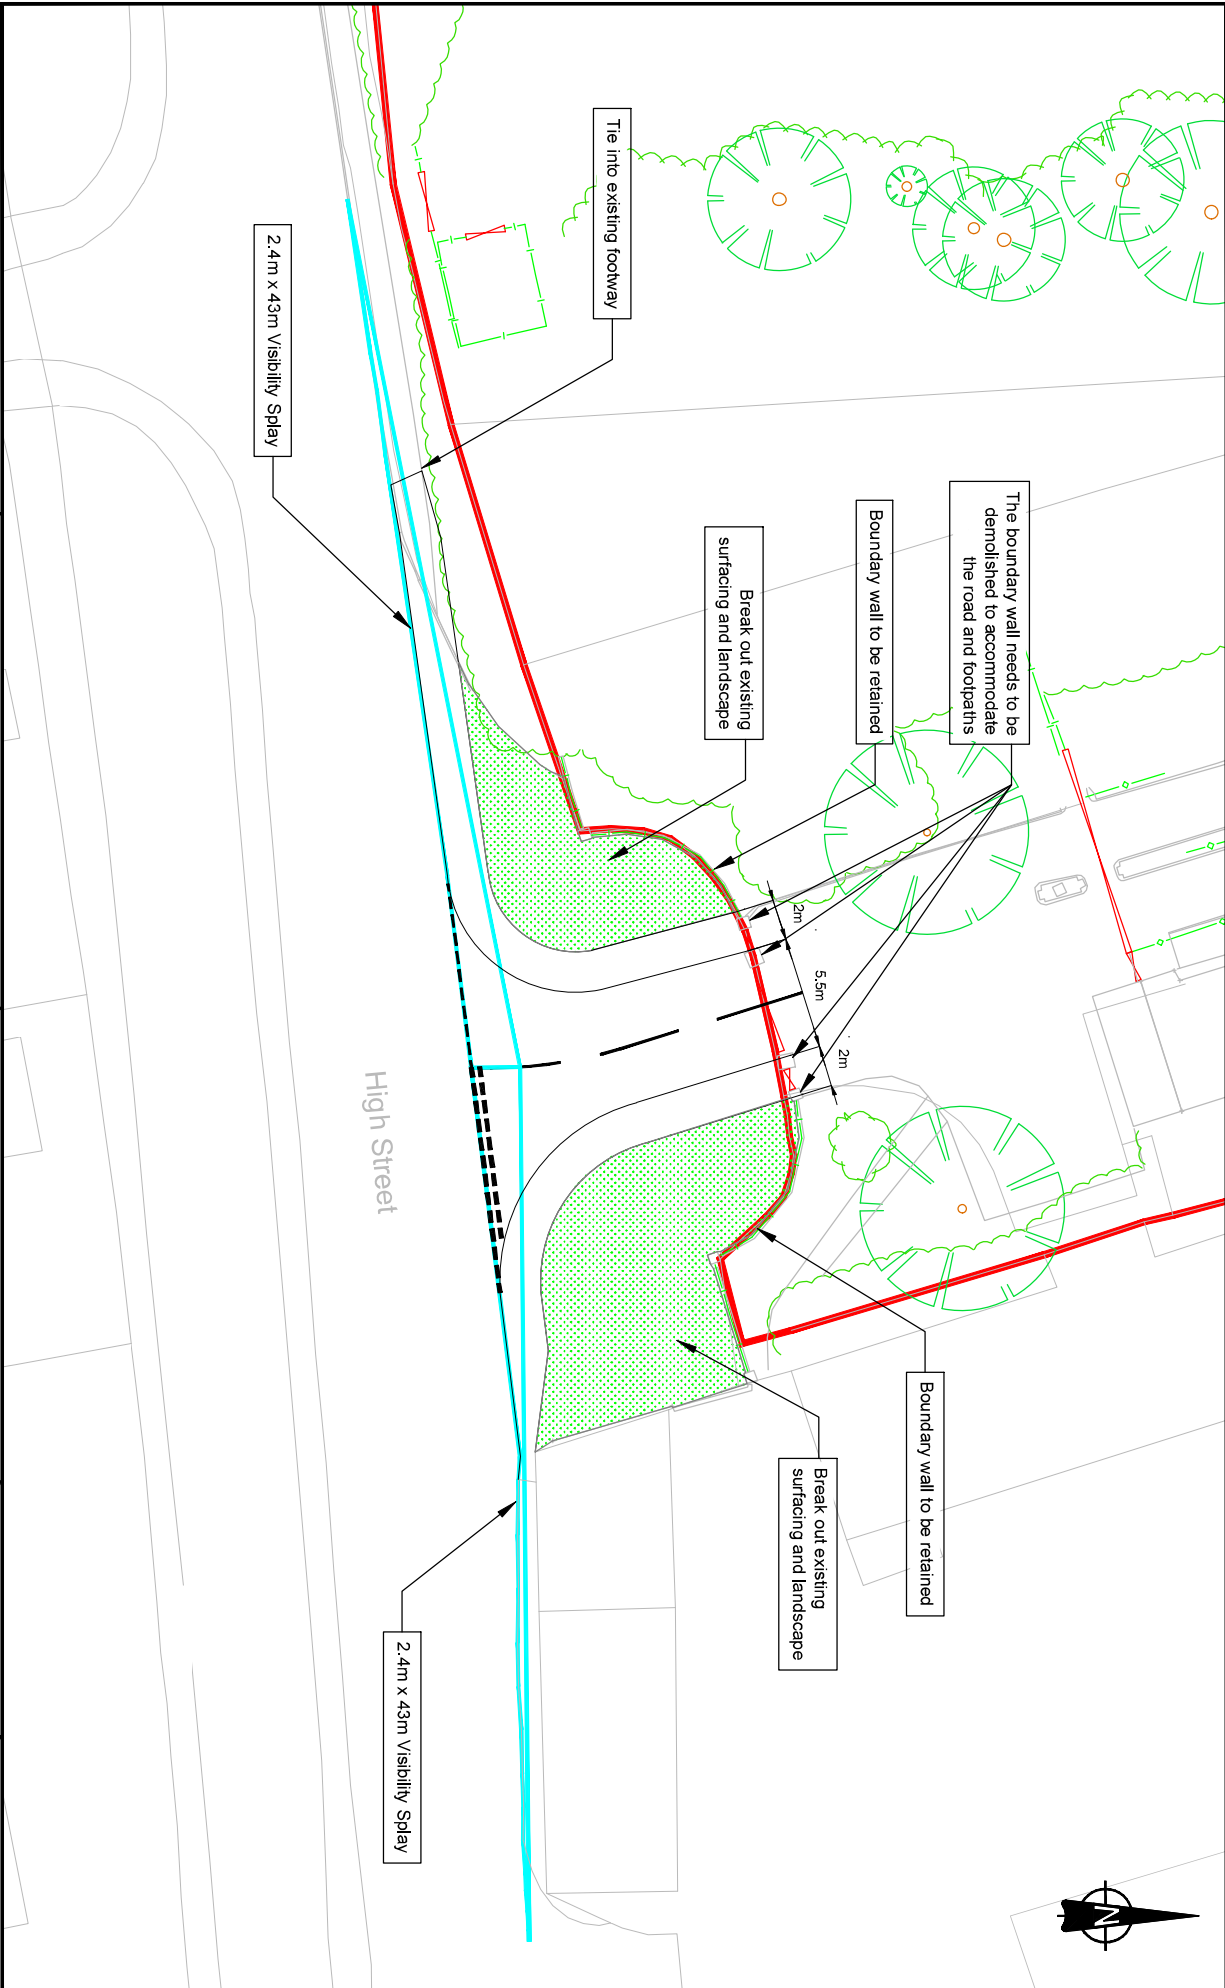 Tie into existing footway
2.4m x 43m Visibility Splay
The boundary wall needs to be
demolished to accommodate
the road and footpaths
Boundary wall to be retained
Break out existing
surfacing and landscape
2m
5.5m
2m
High Street
Boundary wall to be retained
Break out existing
surfacing and landscape
2.4m x 43m Visibility Splay
N